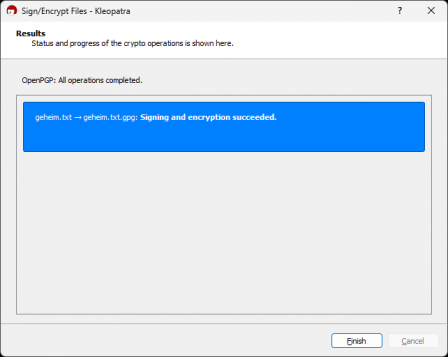 Sign/Encrypt Files - Kleopatra
Results
Status and progress of the crypto operations is shown here.
OpenPGP: All operations completed.
geheim.txt → geheim.txt.gpg: Signing and encryption succeeded.
Finish
Cancel